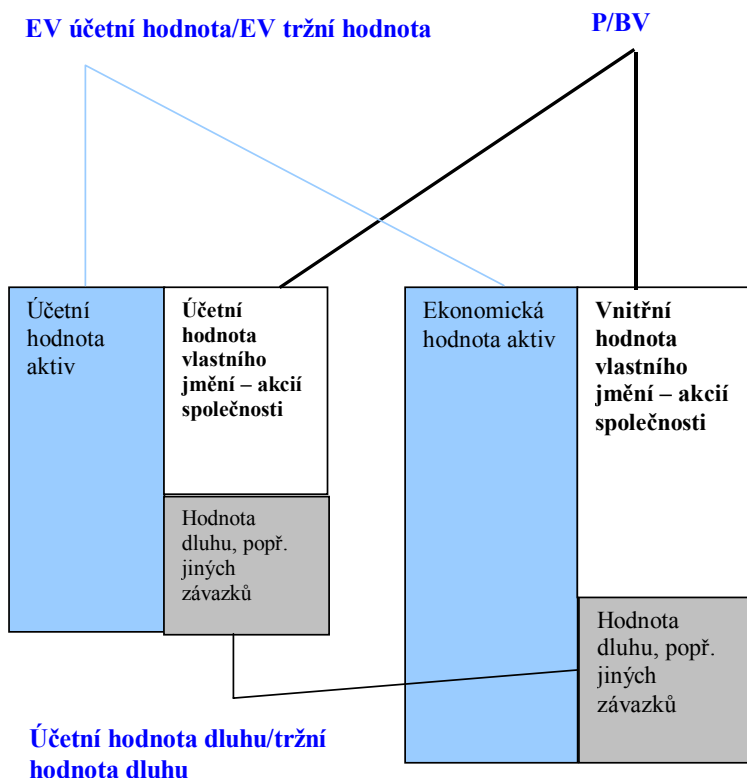 EV účetní hodnota/EV tržní hodnota
P/BV
Účetní
hodnota
aktiv
Účetní
hodnota
vlastního
jmění – akcií
společnosti
Hodnota
dluhu, popř.
jiných
závazků
Ekonomická
hodnota aktiv
Vnitřní
hodnota
vlastního
jmění – akcií
společnosti
Hodnota
dluhu, popř.
jiných
závazků
Účetní hodnota dluhu/tržní
hodnota dluhu